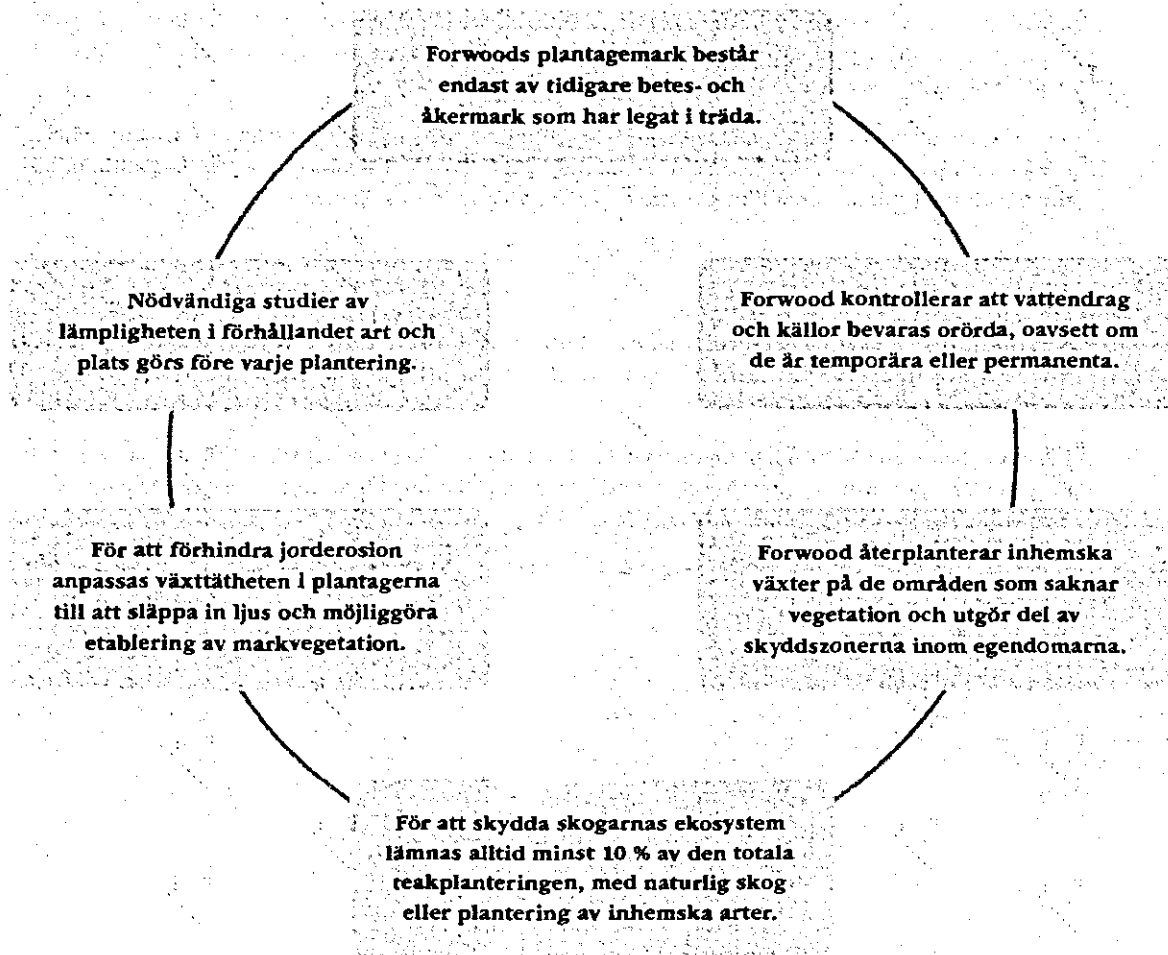 Forwoods plantagemark består
endast av tidigare betes- och
åkermark som har legat i träda.
Nödvändiga studier av
lämpligheten i förhållandet art och
plats görs före varje plantering.
Forwood kontrollerar att vattendrag
och källor bevaras orörda, oavsett om
de är temporära eller permanenta.
För att förhindra jorderosion
anpassas växttätheten i plantagerna
till att släppa in ljus och möjliggöra
etablering av markvegetation.
Forwood återplanterar inhemska
växter på de områden som saknar
vegetation och utgör del av
skyddszonerna inom egendomarna.
För att skydda skogarnas ekosystem
lämnas alltid minst 10 % av den totala
teakplanteringen, med naturlig skog
eller plantering av inhemska arter.